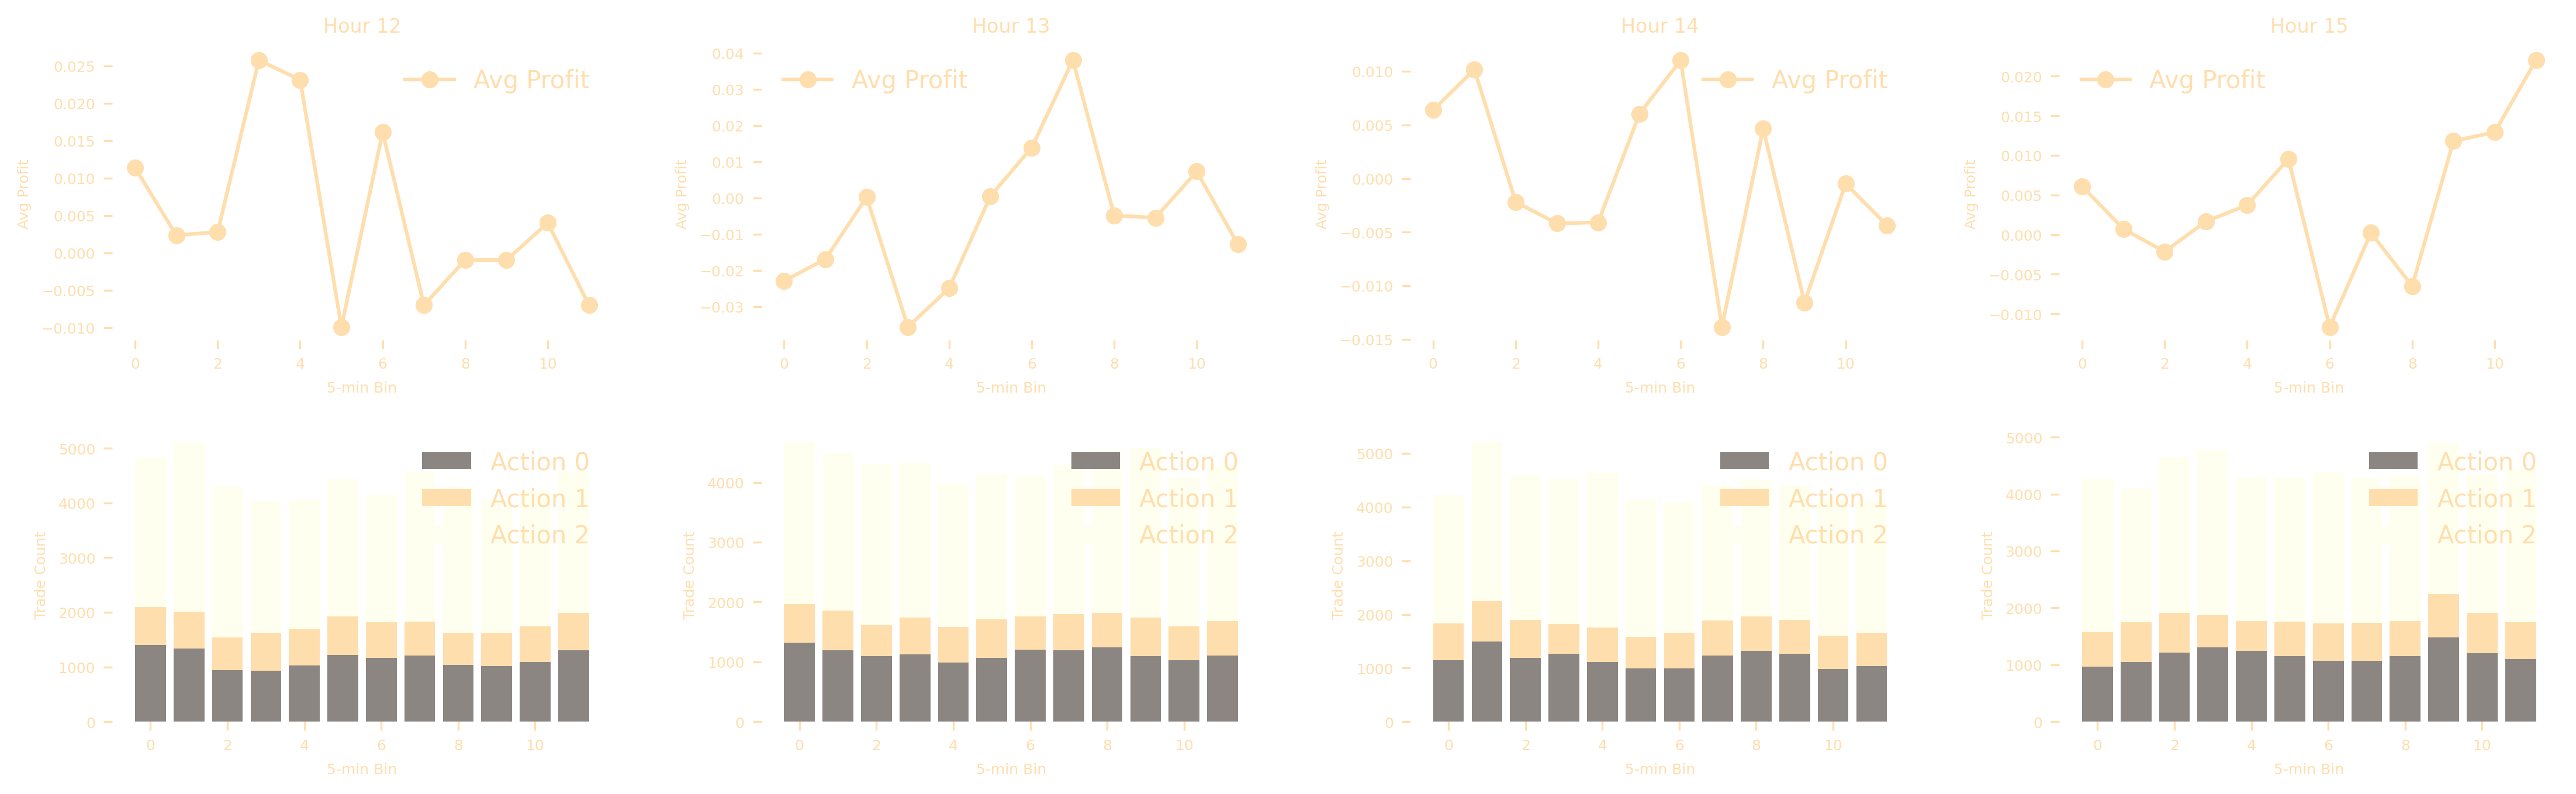 Hour 12
Avg Profit
Avg Profit
0.025
0.020
0.015
0.010
0.005
0.000
−0.005
−0.010
0 2 4 6 8 10
5-min Bin
Hour 13
Avg Profit
Avg Profit
0.04
0.03
0.02
0.01
0.00
−0.01
−0.02
−0.03
0 2 4 6 8 10
5-min Bin
Hour 14
Avg Profit
Avg Profit
0.010
0.005
0.000
−0.005
−0.010
−0.015
0 2 4 6 8 10
5-min Bin
Hour 15
Avg Profit
Avg Profit
0.020
0.015
0.010
0.005
0.000
−0.005
−0.010
0 2 4 6 8 10
5-min Bin
Trade Count
5000
4000
3000
2000
1000
0
Action 0
Action 1
Action 2
0 2 4 6 8 10
5-min Bin
Trade Count
4000
3000
2000
1000
0
Action 0
Action 1
Action 2
0 2 4 6 8 10
5-min Bin
Trade Count
5000
4000
3000
2000
1000
0
Action 0
Action 1
Action 2
0 2 4 6 8 10
5-min Bin
Trade Count
5000
4000
3000
2000
1000
0
Action 0
Action 1
Action 2
0 2 4 6 8 10
5-min Bin